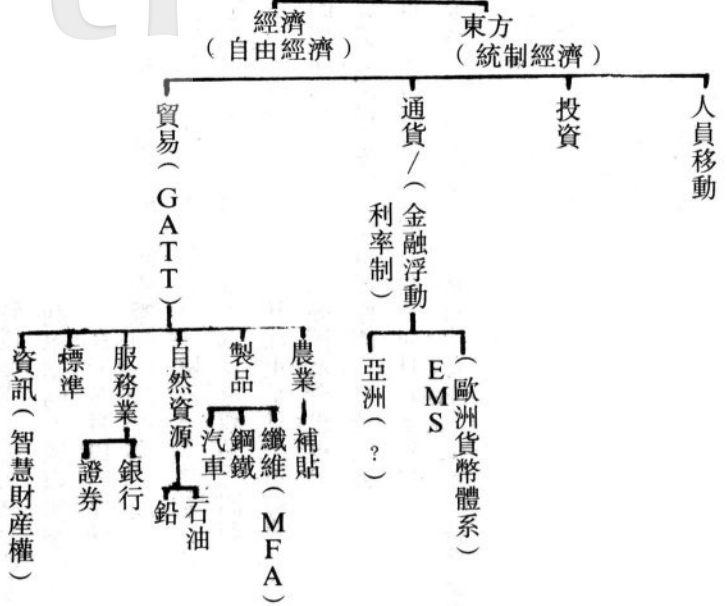 經濟
(自由經濟)
東方
(統制經濟)
人員移動
投資
通貨/(金融浮動
利率制)
貿易(GATT)
(歐洲貨幣體系)
EMS
亞洲(?)
農業
補貼
製品
纖維(MFA)
鋼鐵
汽車
自然資源
石油
鉛
服務業
銀行
證券
標準
資訊(智慧財産權)